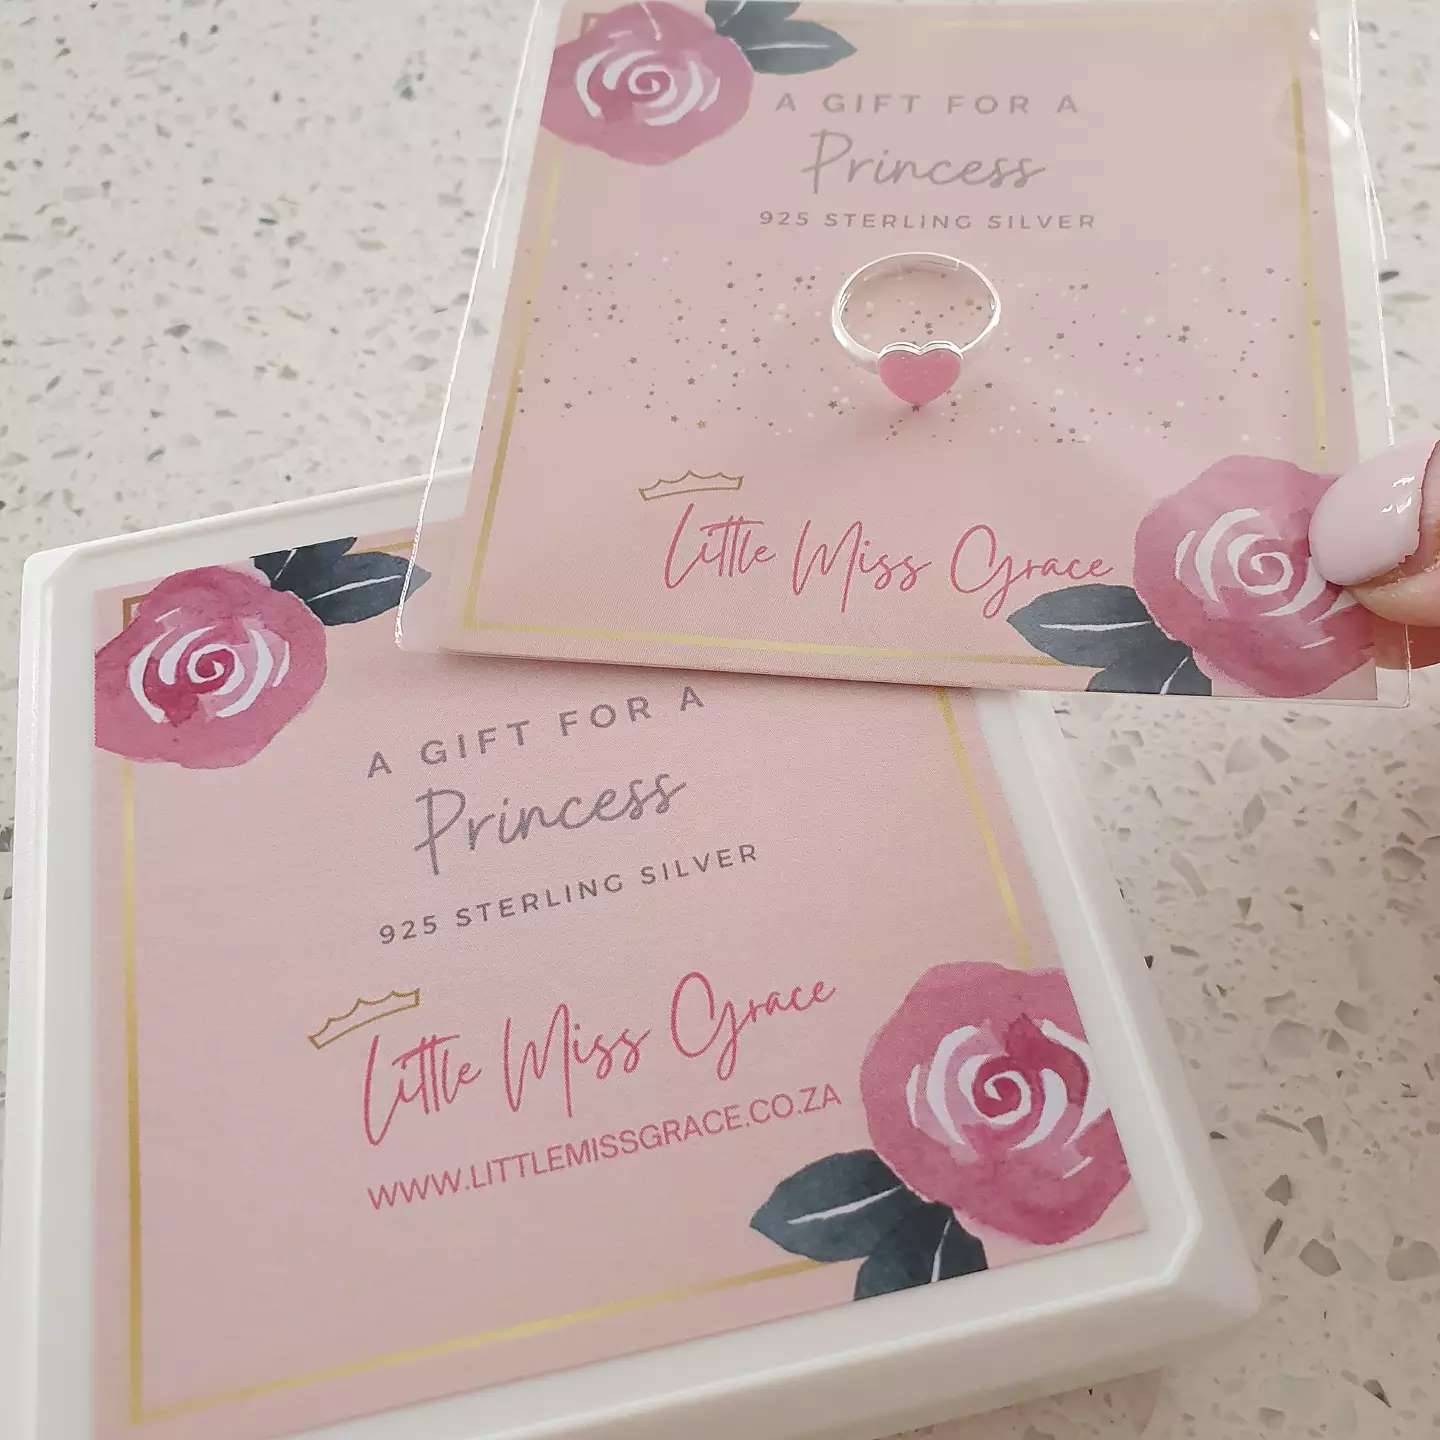 A GIFT FOR A
Princess
925 STERLING SILVER
Little Miss Grace
A GIFT FOR A
Princess
925 STERLING SILVER
Little Miss Grace
WWW.LITTLEMISSGRACE.CO.ZA